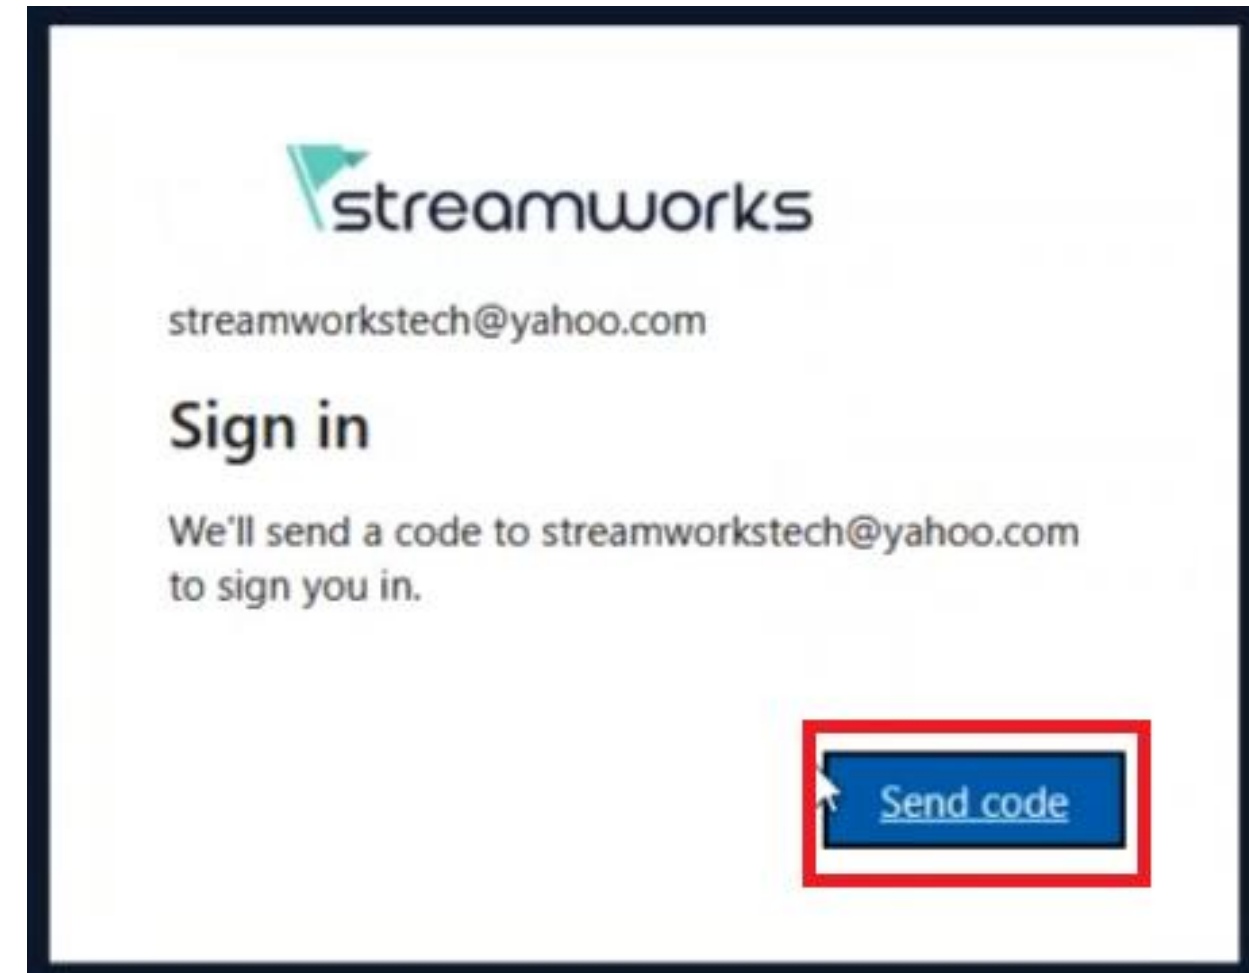 streamworks
streamworkstech@yahoo.com
Sign in
We'll send a code to streamworkstech@yahoo.com
to sign you in.
Send code